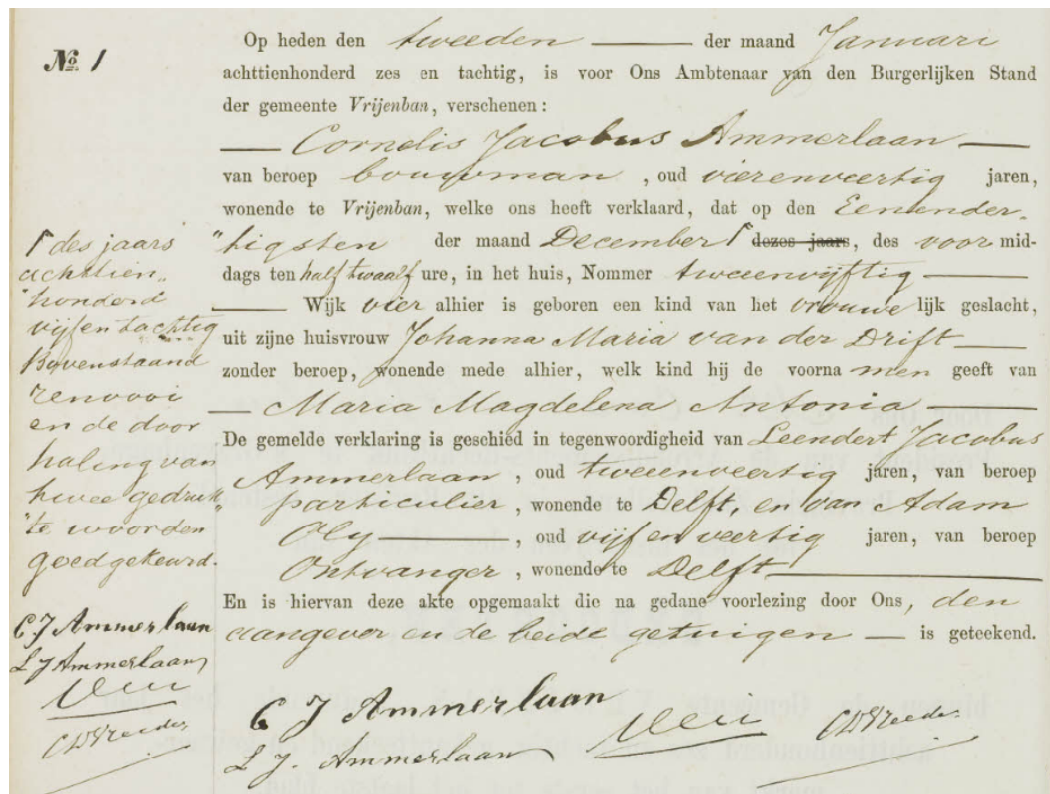 № 1
Op heden den tweeden der maand Januari
achttienhonderd zes en tachtig, is voor Ons Ambtenaar van den Burgerlijken Stand
der gemeente Vrijenban, verschenen:
Cornelis Jacobus Ammerlaan
van beroep bouwman, oud vierenveertig jaren,
wonende te Vrijenban, welke ons heeft verklaard, dat op den Eenender„
"tigsten der maand December ┌ dezes jaars, des voor mid-
dags ten half twaalf ure, in het huis, Nommer tweeenvijftig
Wijk vier alhier is geboren een kind van het vrouwe lijk geslacht,
uit zijne huisvrouw Johanna Maria van der Drift
zonder beroep, wonende mede alhier, welk kind hij de voorna men geeft van
Maria Magdelena Antonia
De gemelde verklaring is geschied in tegenwoordigheid van Leendert Jacobus
Ammerlaan, oud tweeenveertig jaren, van beroep
particulier, wonende te Delft, en van Adam
Oly, oud vijfenveertig jaren, van beroep
Ontvanger, wonende te Delft
En is hiervan deze akte opgemaakt die na gedane voorlezing door Ons, den
aangever en de beide getuigen is geteekend.
┌ des jaars
achttien„
"honderd
vijfentachtig
Bovenstaand
renvooi
en de door
haling van
twee gedruk„
"te woorden
goedgekeurd.
C J Ammerlaan
L J Ammerlaan
C J Ammerlaan
L J. Ammerlaan